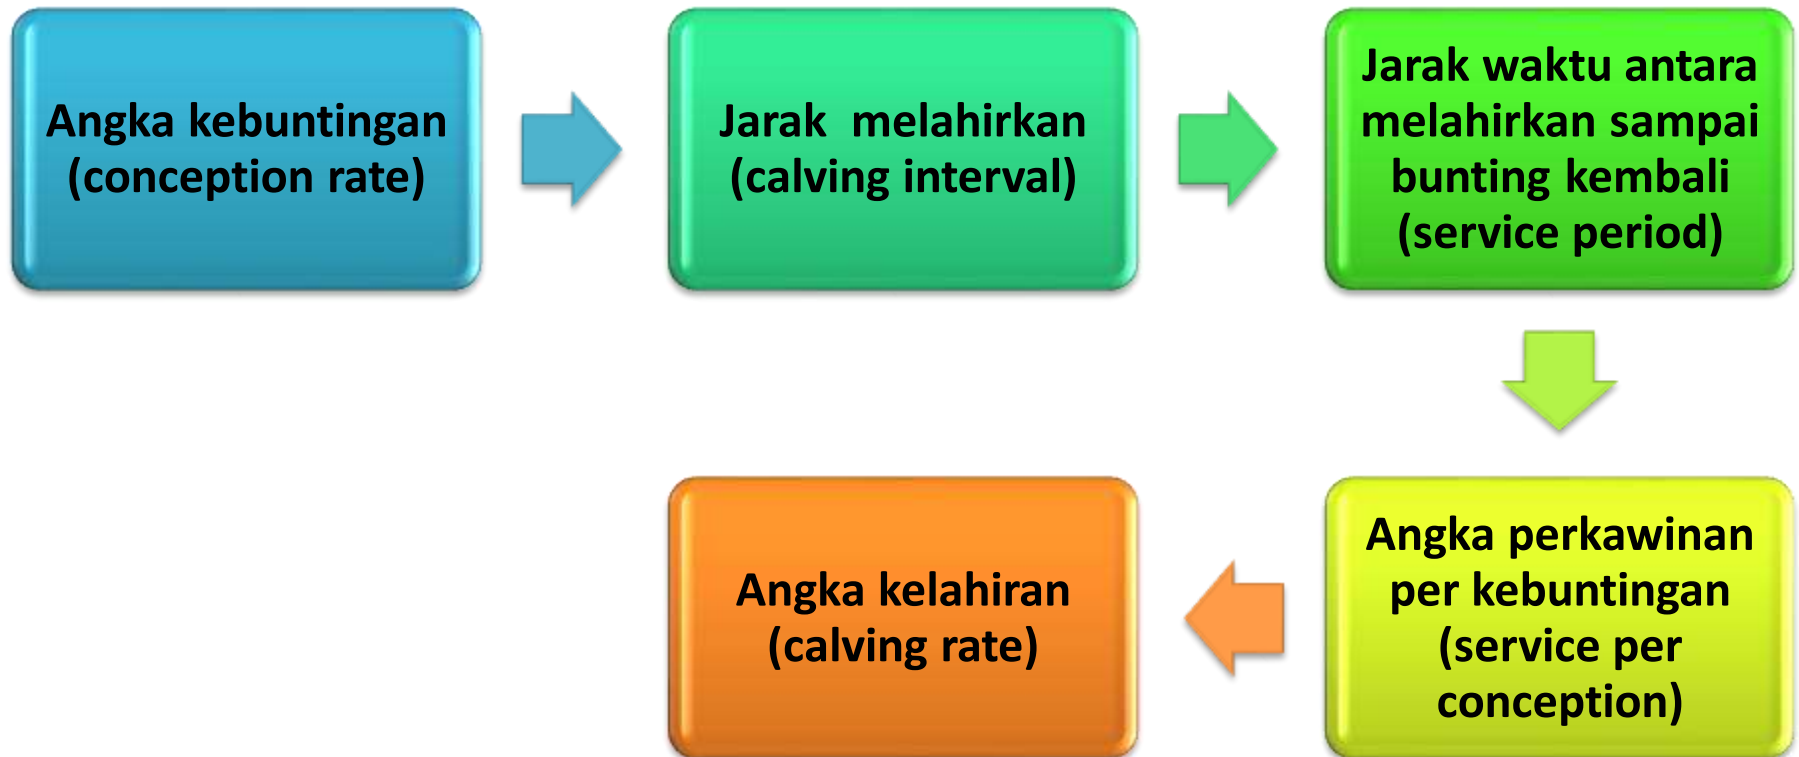 Angka kebuntingan
(conception rate)
Jarak  melahirkan
(calving interval)
Jarak waktu antara
melahirkan sampai
bunting kembali
(service period)
Angka perkawinan
per kebuntingan
(service per
conception)
Angka kelahiran
(calving rate)